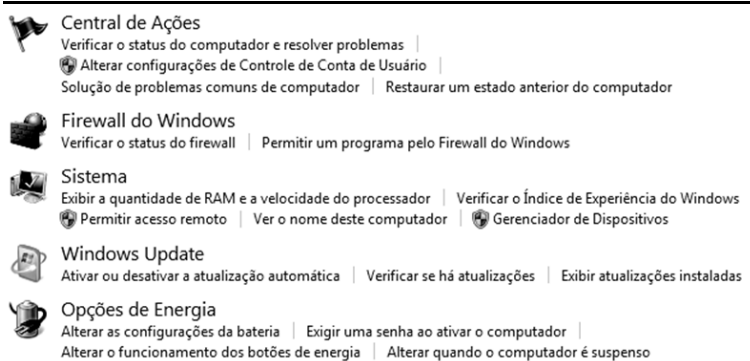 Central de Ações
Verificar o status do computador e resolver problemas
Alterar configurações de Controle de Conta de Usuário
Solução de problemas comuns de computador | Restaurar um estado anterior do computador
Firewall do Windows
Verificar o status do firewall | Permitir um programa pelo Firewall do Windows
Sistema
Exibir a quantidade de RAM e a velocidade do processador | Verificar o Índice de Experiência do Windows
Permitir acesso remoto | Ver o nome deste computador | Gerenciador de Dispositivos
Windows Update
Ativar ou desativar a atualização automática | Verificar se há atualizações | Exibir atualizações instaladas
Opções de Energia
Alterar as configurações da bateria | Exigir uma senha ao ativar o computador
Alterar o funcionamento dos botões de energia | Alterar quando o computador é suspenso